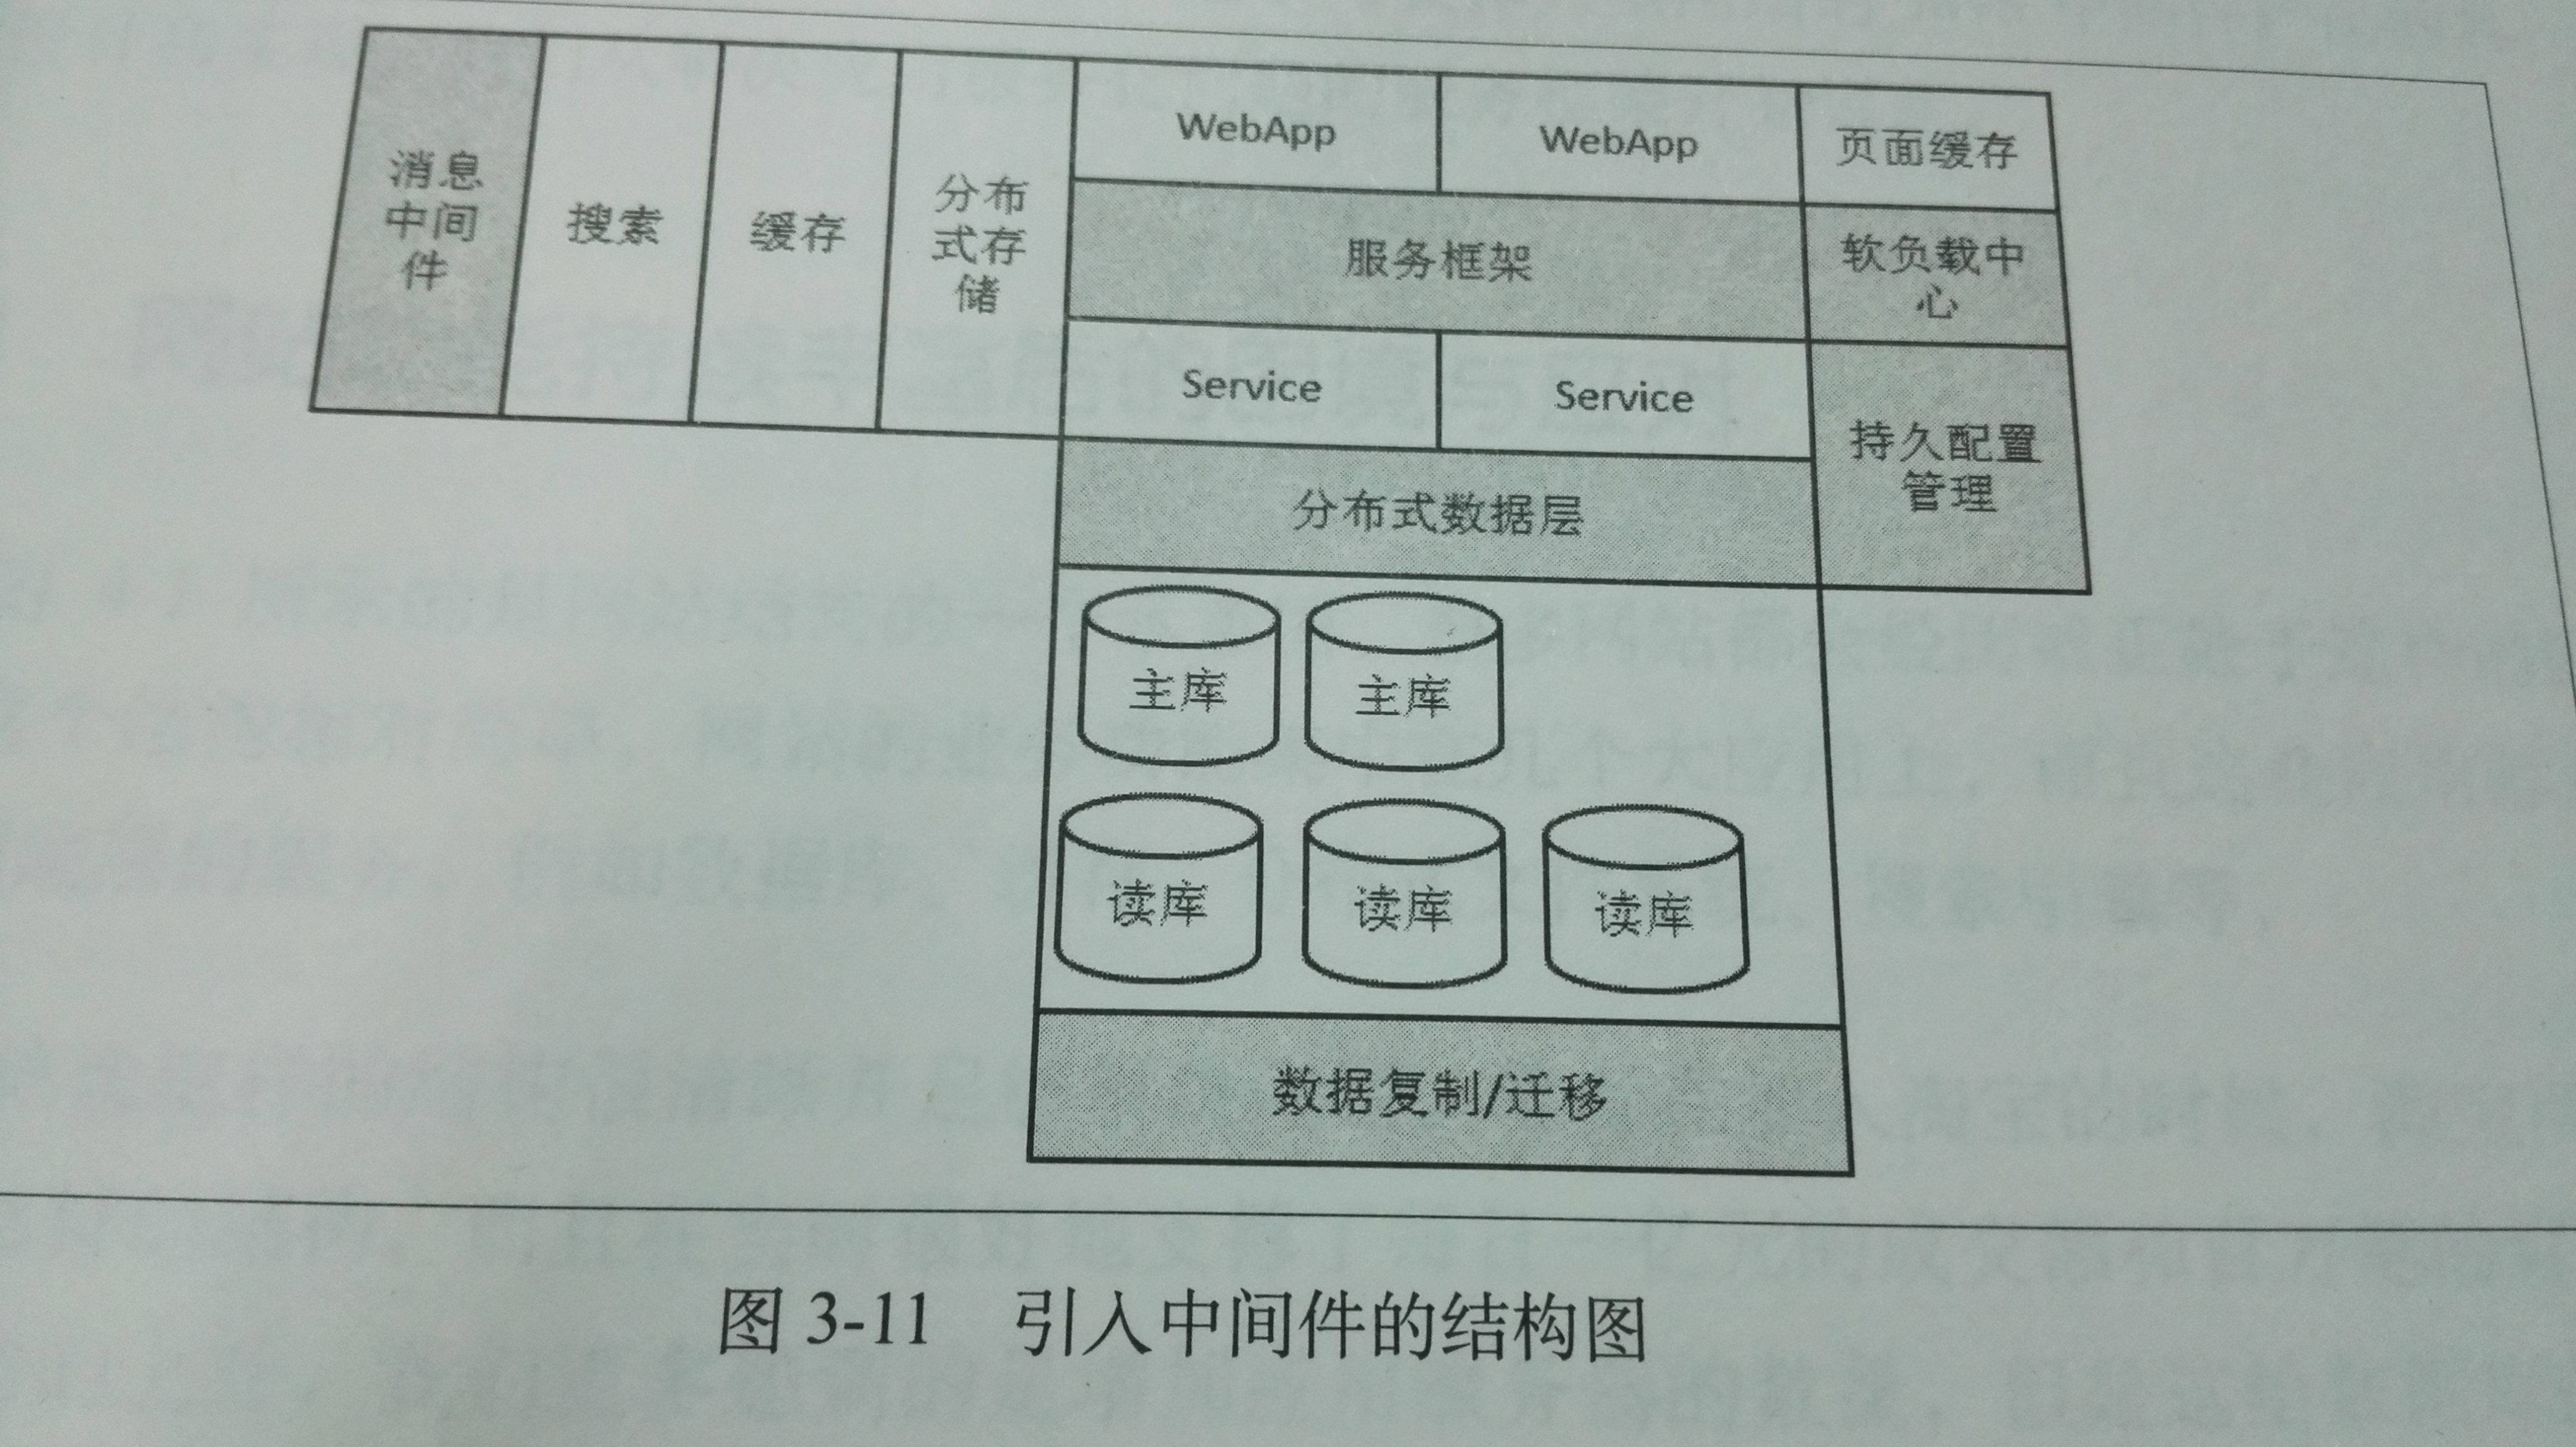 消息
中间
件
搜索
缓存
分布
式存
储
WebApp
WebApp
页面缓存
服务框架
软负载中
心
Service
Service
持久配置
管理
分布式数据层
主库
主库
读库
读库
读库
数据复制/迁移
图 3-11 引入中间件的结构图